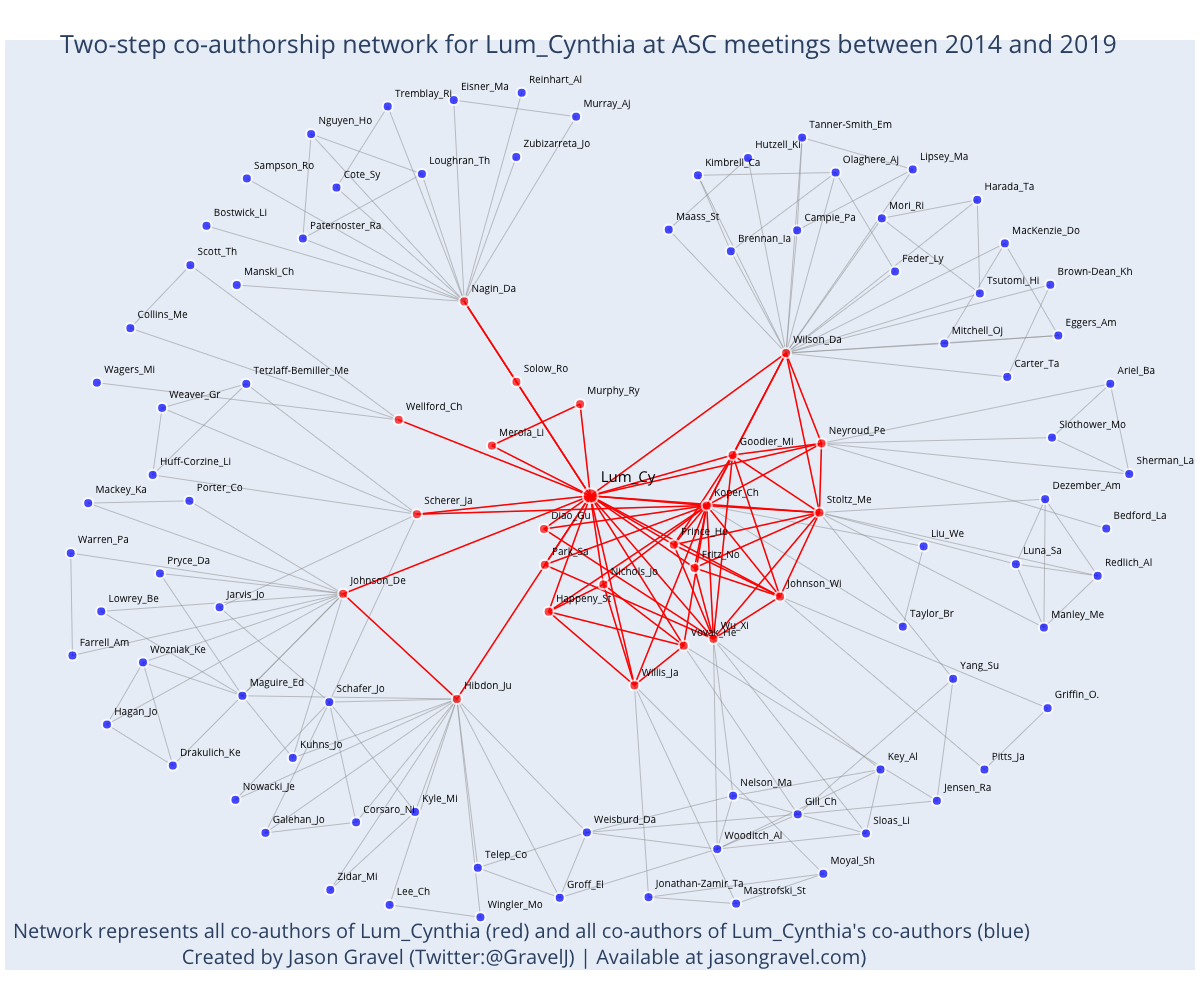 Two-step co-authorship network for Lum_Cynthia at ASC meetings between 2014 and 2019
Reinhart_Al
Eisner_Ma
Tremblay_Ri
Murray_Aj
Nguyen_Ho
Tanner-Smith_Em
Zubizarreta_Jo
Hutzell_Ki
Loughran_Th
Kimbrell_Ca
Olaghere_Aj
Lipsey_Ma
Sampson_Ro
Cote_Sy
Harada_Ta
Bostwick_Li
Paternoster_Ra
Maass_St
Campie_Pa
Mori_Ri
Brennan_Ia
MacKenzie_Do
Scott_Th
Manski_Ch
Feder_Ly
Nagin_Da
Tsutomi_Hi
Brown-Dean_Kh
Collins_Me
Mitchell_Oj
Eggers_Am
Wilson_Da
Wagers_Mi
Tetzlaff-Bemiller_Me
Solow_Ro
Carter_Ta
Ariel_Ba
Weaver_Gr
Murphy_Ry
Wellford_Ch
Merola_Li
Goodier_Mi
Neyroud_Pe
Slothower_Mo
Huff-Corzine_Li
Sherman_La
Lum_Cy
Mackey_Ka
Porter_Co
Scherer_Ja
Koper_Ch
Stoltz_Me
Dezember_Am
Diao_Gu
Prince_He
Bedford_La
Warren_Pa
Park_Sa
Fritz_No
Liu_We
Luna_Sa
Redlich_Al
Pryce_Da
Johnson_De
Nichols_Jo
Johnson_Wi
Lowrey_Be
Jarvis_Jo
Happeny_St
Taylor_Br
Manley_Me
Farrell_Am
Wozniak_Ke
Vovak_He
Wu_Xi
Maguire_Ed
Schafer_Jo
Hibdon_Ju
Willis_Ja
Yang_Su
Hagan_Jo
Griffin_O.
Drakulich_Ke
Kuhns_Jo
Key_Al
Pitts_Ja
Nowacki_Je
Kyle_Mi
Nelson_Ma
Jensen_Ra
Galehan_Jo
Corsaro_Ni
Weisburd_Da
Gill_Ch
Sloas_Li
Wooditch_Al
Telep_Co
Zidar_Mi
Groff_El
Jonathan-Zamir_Ta
Moyal_Sh
Lee_Ch
Wingler_Mo
Mastrofski_St
Network represents all co-authors of Lum_Cynthia (red) and all co-authors of Lum_Cynthia's co-authors (blue)
Created by Jason Gravel (Twitter:@GravelJ) | Available at jasongravel.com)